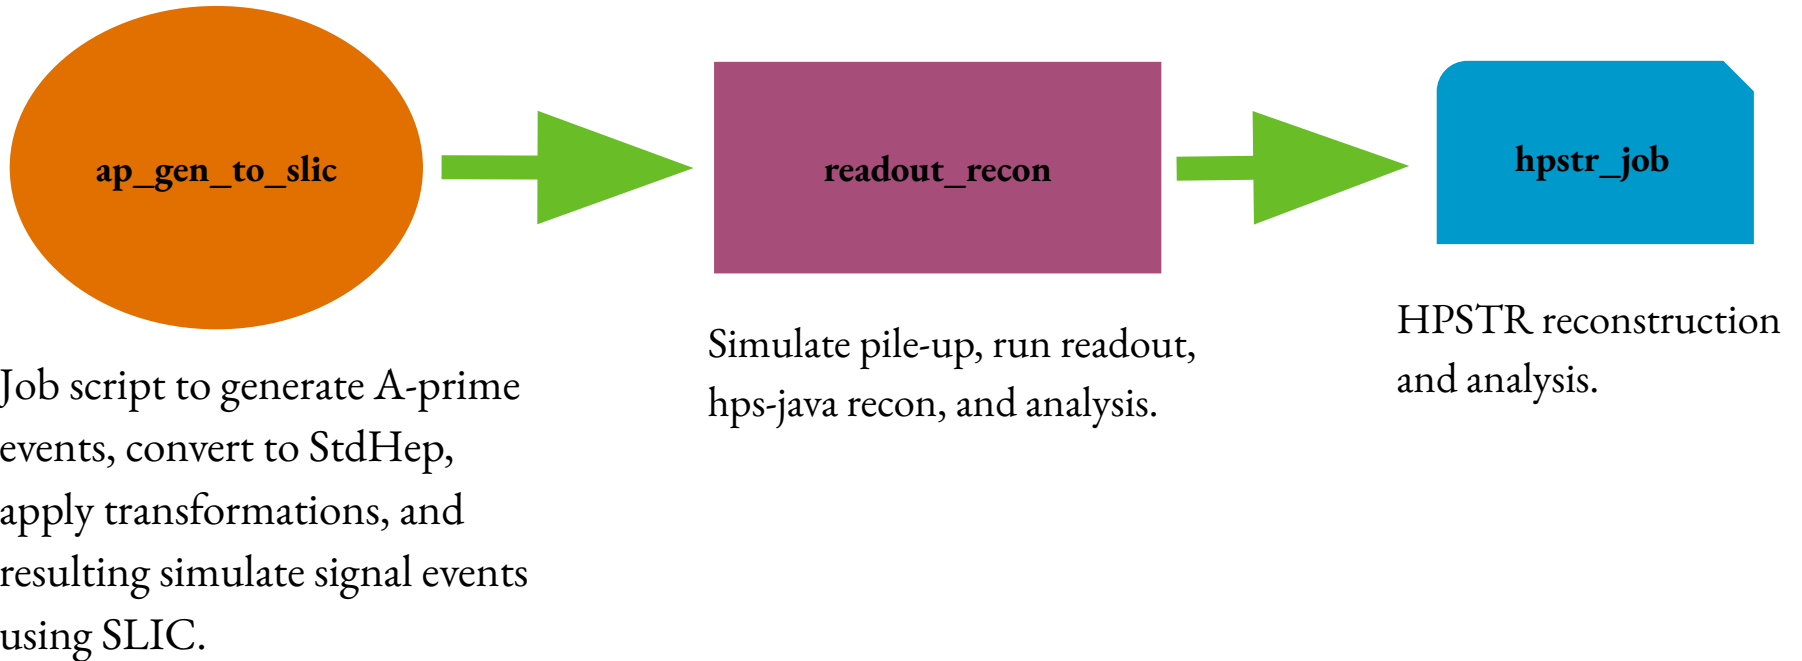 ap_gen_to_slic
readout_recon
hpstr_job
Job script to generate A-prime
events, convert to StdHep,
apply transformations, and
resulting simulate signal events
using SLIC.
Simulate pile-up, run readout,
hps-java recon, and analysis.
HPSTR reconstruction
and analysis.